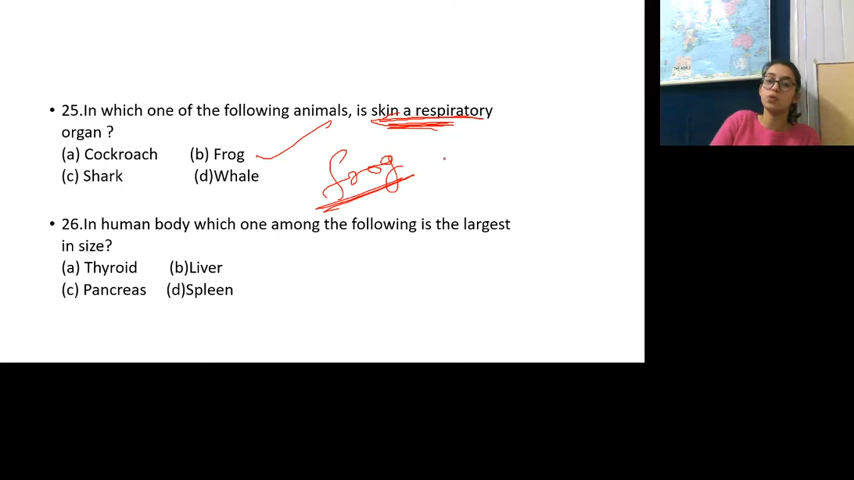 • 25.In which one of the following animals, is skin a respiratory
organ ?
(a) Cockroach (b) Frog
(c) Shark (d)Whale
frog
• 26.In human body which one among the following is the largest
in size?
(a) Thyroid (b)Liver
(c) Pancreas (d)Spleen